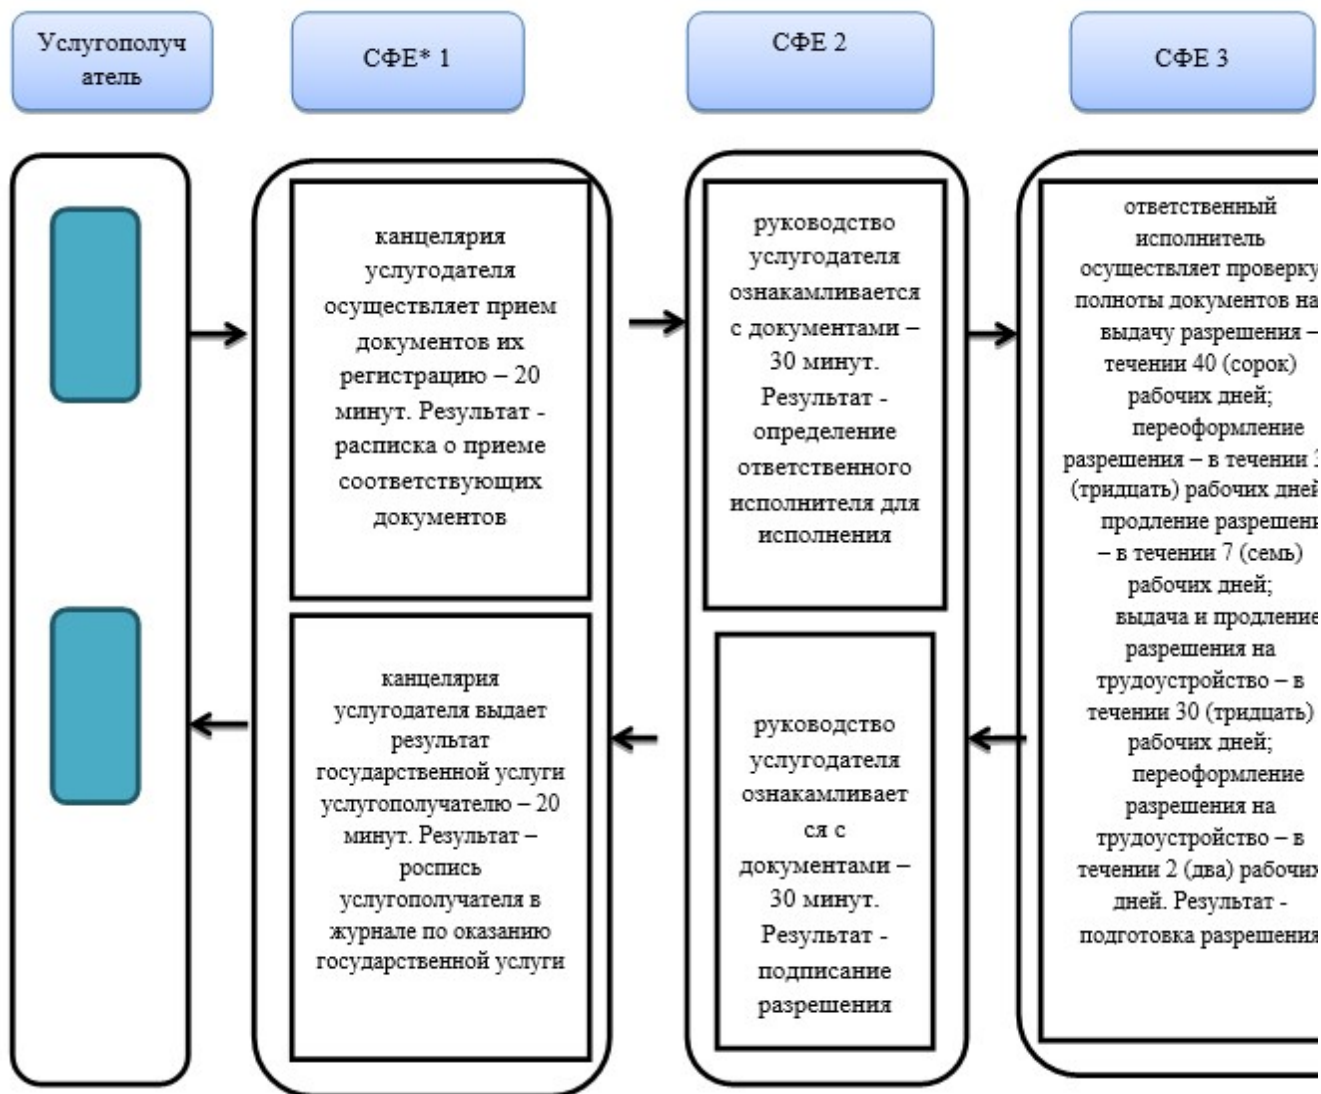 Услугополуч
атель
СФЕ* 1
СФЕ 2
СФЕ 3
канцелярия
услугодателя
осуществляет прием
документов их
регистрацию – 20
минут. Результат -
расписка о приеме
соответствующих
документов
канцелярия
услугодателя выдает
результат
государственной услуги
услугополучателю – 20
минут. Результат –
роспись
услугополучателя в
журнале по оказанию
государственной услуги
руководство
услугодателя
ознакамливается
с документами –
30 минут.
Результат -
определение
ответственного
исполнителя для
исполнения
руководство
услугодателя
ознакамливает
ся с
документами –
30 минут.
Результат -
подписание
разрешения
ответственный
исполнитель
осуществляет проверку
полноты документов на
выдачу разрешения –
течении 40 (сорок)
рабочих дней;
переоформление
разрешения – в течении 3
(тридцать) рабочих дней
продление разрешени
– в течении 7 (семь)
рабочих дней;
выдача и продление
разрешения на
трудоустройство – в
течении 30 (тридцать)
рабочих дней;
переоформление
разрешения на
трудоустройство – в
течении 2 (два) рабочих
дней. Результат -
подготовка разрешения